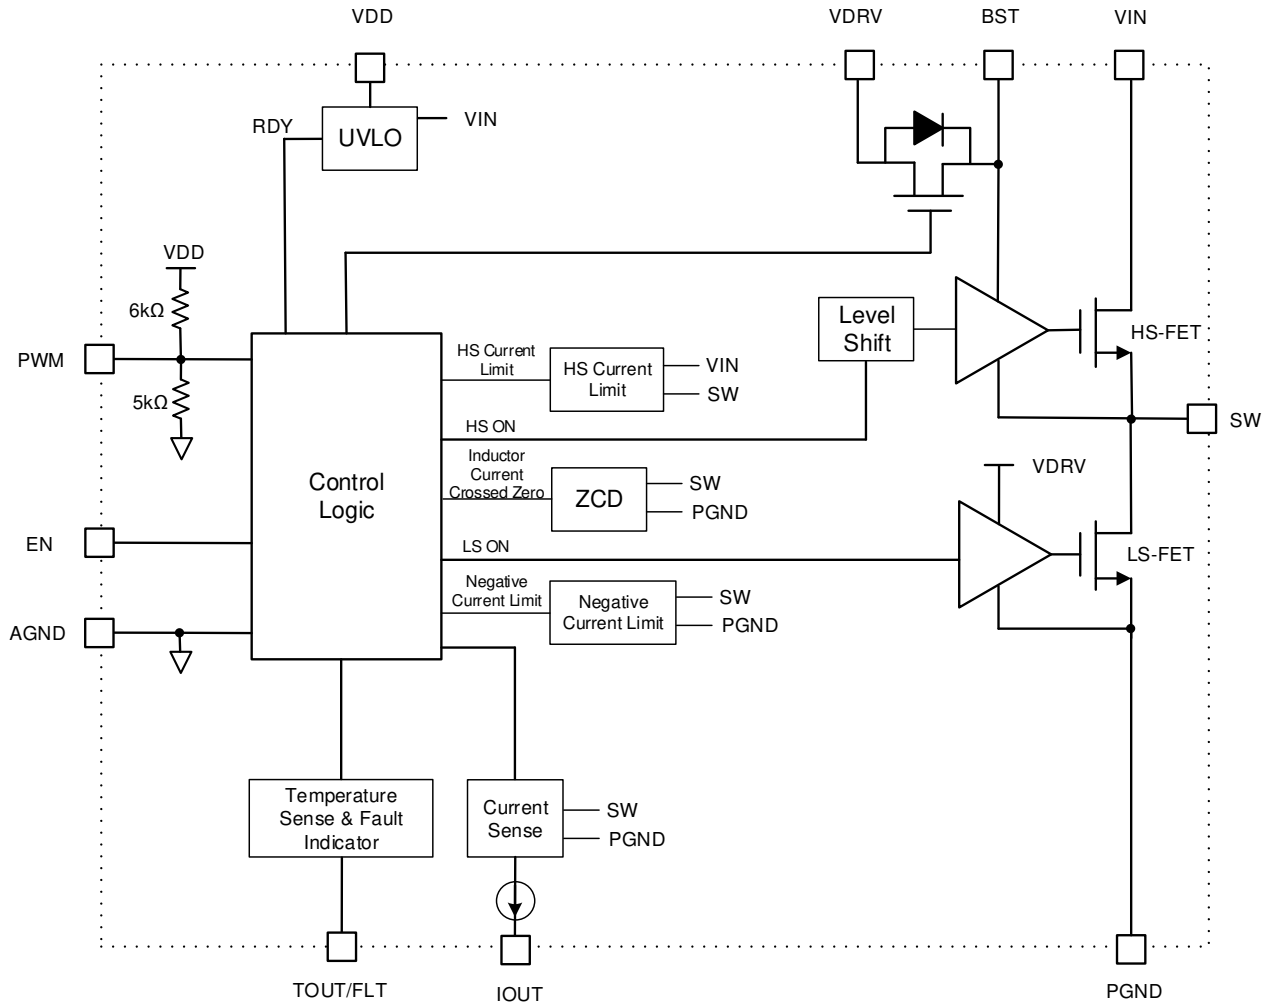 VDD
VDRV
BST
VIN
RDY
UVLO
VIN
VDD
6kΩ
PWM
5kΩ
EN
AGND
Control
Logic
HS Current
Limit
HS Current
Limit
VIN
SW
HS ON
Inductor
Current
Crossed Zero
ZCD
SW
PGND
LS ON
Negative
Current Limit
Negative
Current Limit
SW
PGND
Level
Shift
HS-FET
SW
VDRV
LS-FET
Temperature
Sense & Fault
Indicator
Current
Sense
SW
PGND
TOUT/FLT
IOUT
PGND